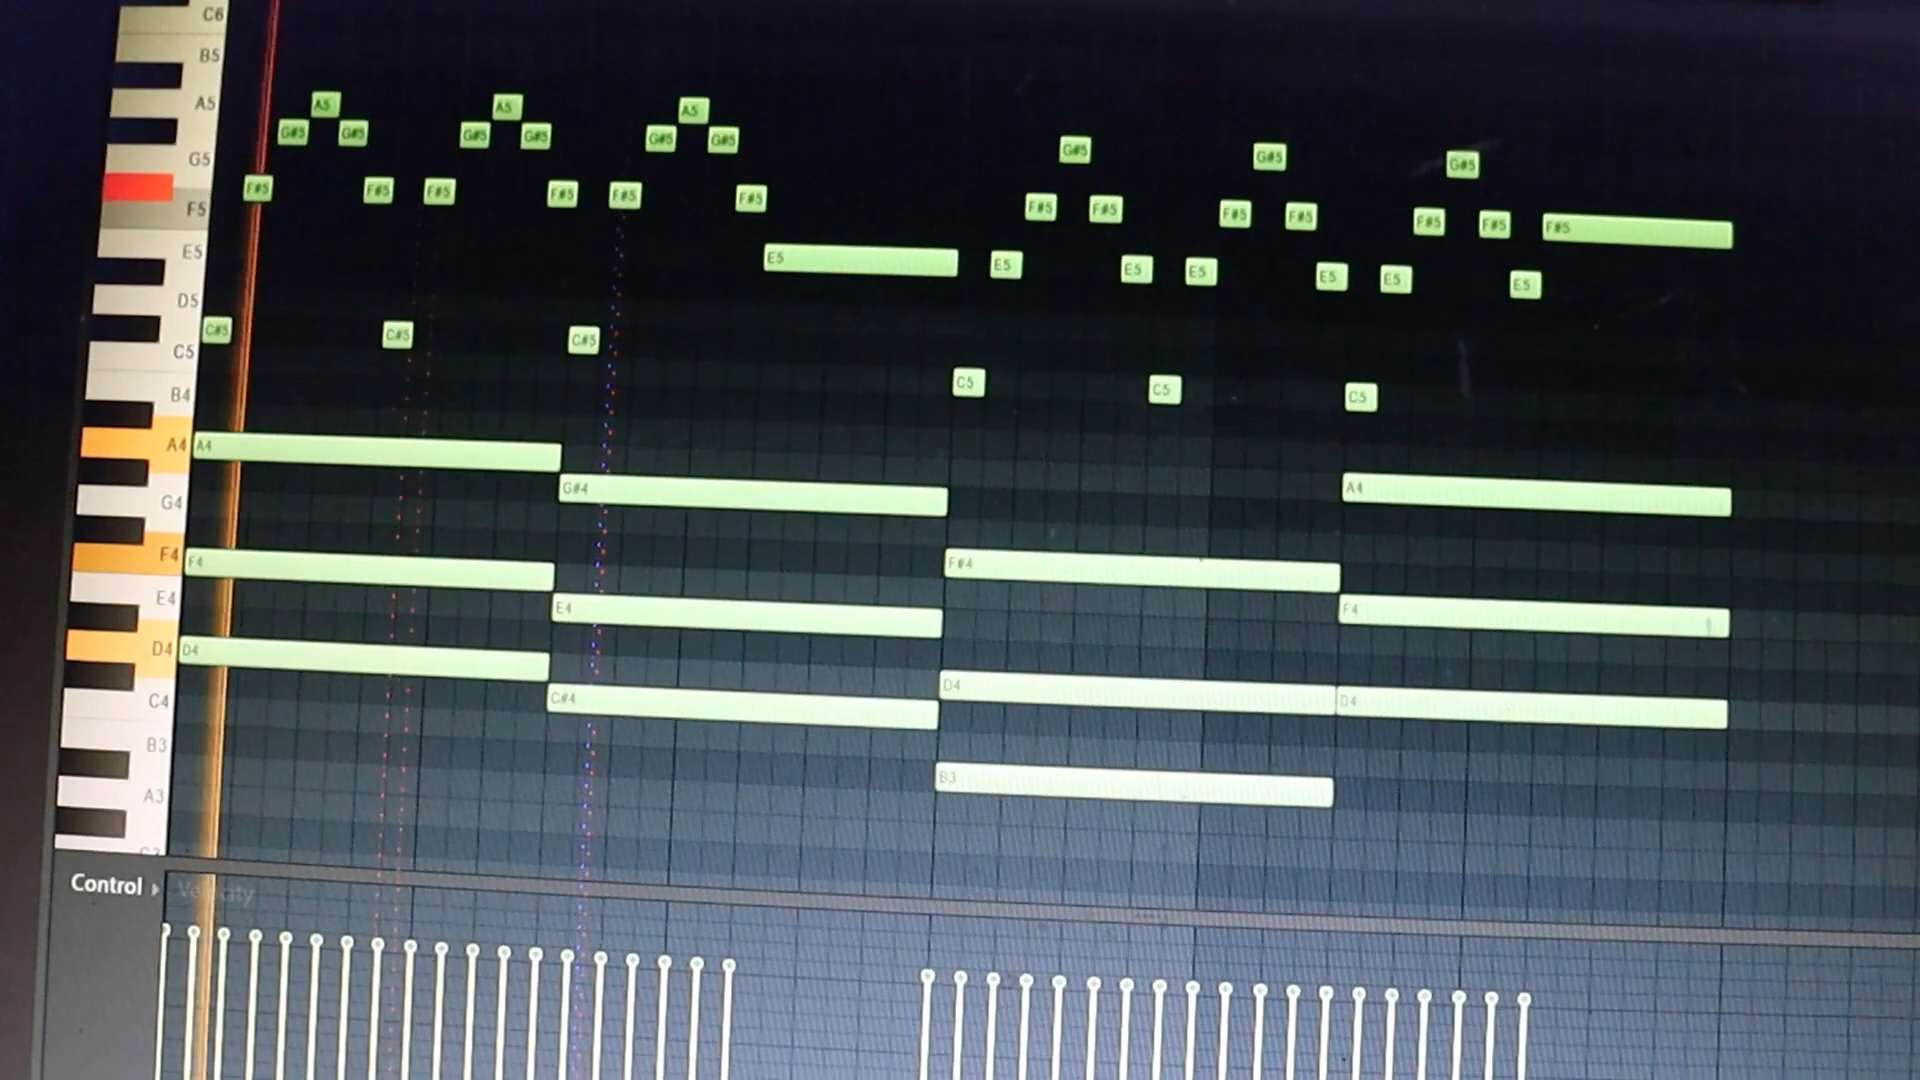 C6
B5
A5
G5
F5
E5
D5
C5
B4
A4
G4
F4
E4
D4
C4
B3
A3
A5 A5 A5
G#5 G#5 G#5 G#5 G#5 G#5 G#5 G#5 G#5
F#5 F#5 F#5 F#5 F#5 F#5 F#5 F#5 F#5 F#5 F#5 F#5 F#5
E5 E5 E5 E5 E5 E5 E5
C#5 C#5 C#5
C5 C5 C5
A4 G#4 A4
F4 E4 F#4 F4
D4 C#4 D4 D4
B3
Control
Velocity